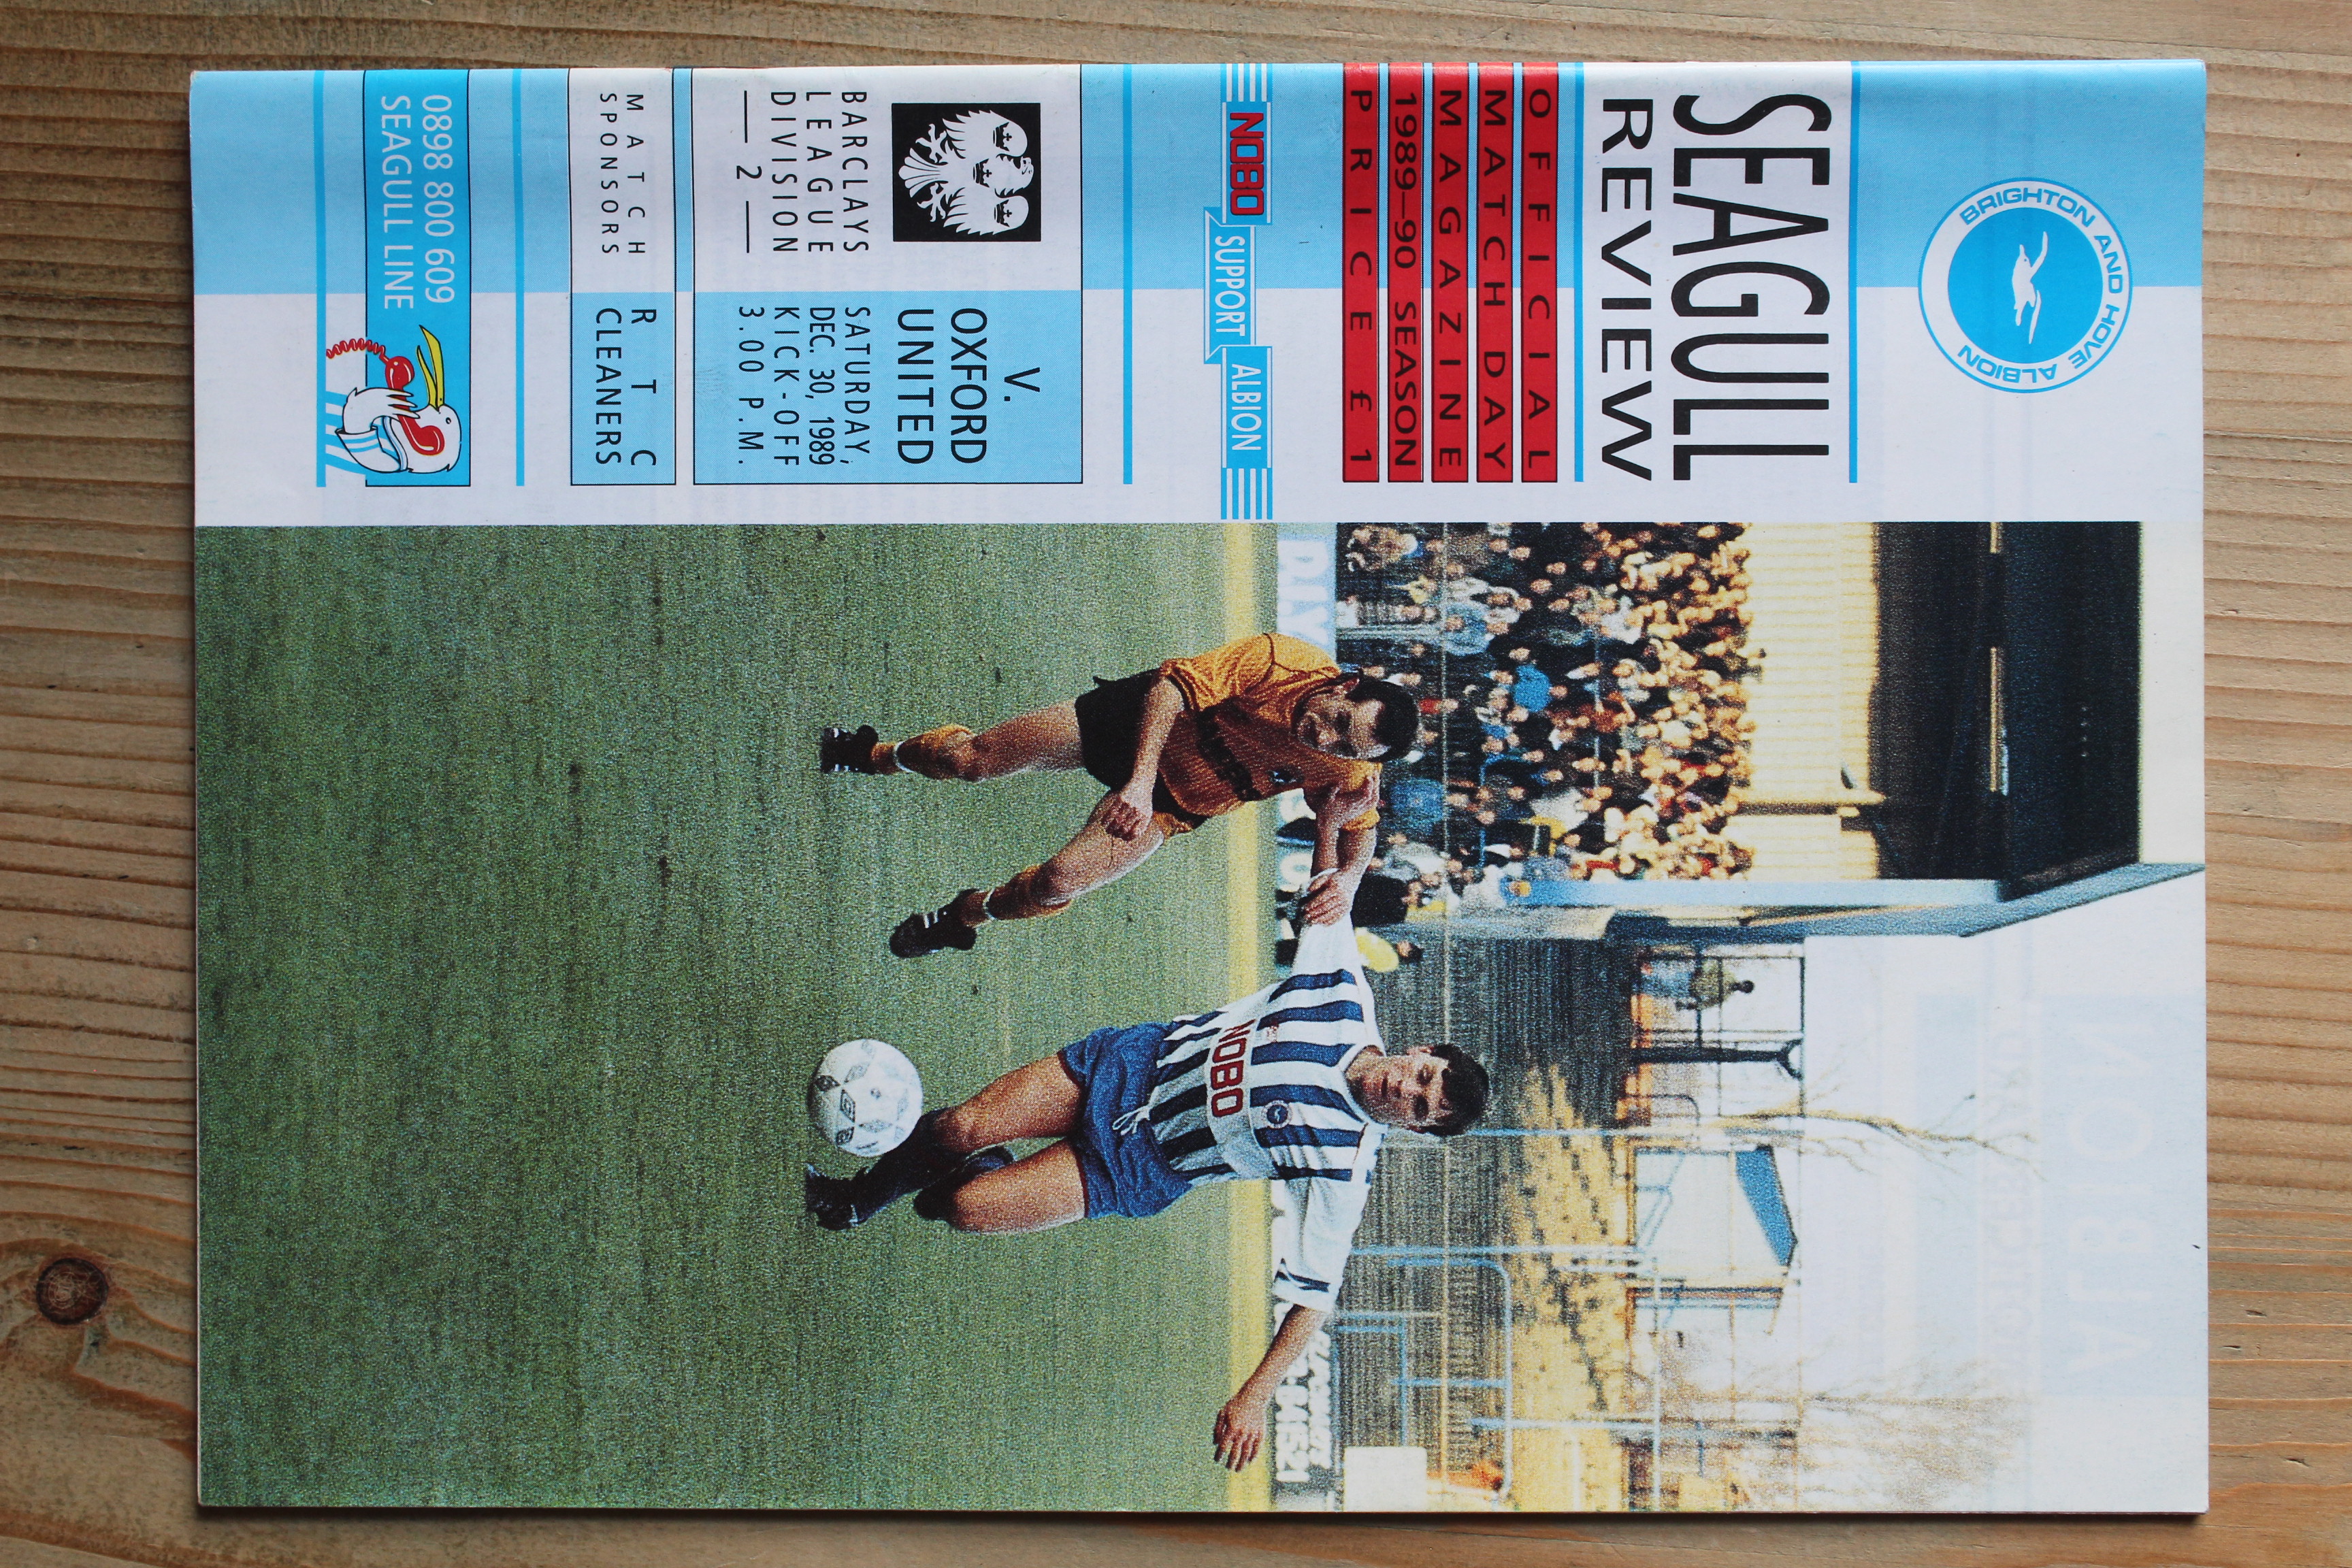 BRIGHTON AND HOVE ALBION
SEAGULL
REVIEW
OFFICIAL
MATCH DAY
MAGAZINE
1989–90 SEASON
PRICE £1
NOBO SUPPORT ALBION
V.
OXFORD
UNITED
BARCLAYS
LEAGUE
DIVISION
— 2 —
SATURDAY,
DEC. 30, 1989
KICK-OFF
3.00 P.M.
MATCH
SPONSORS
RTC
CLEANERS
0898 800 609
SEAGULL LINE
NOBO